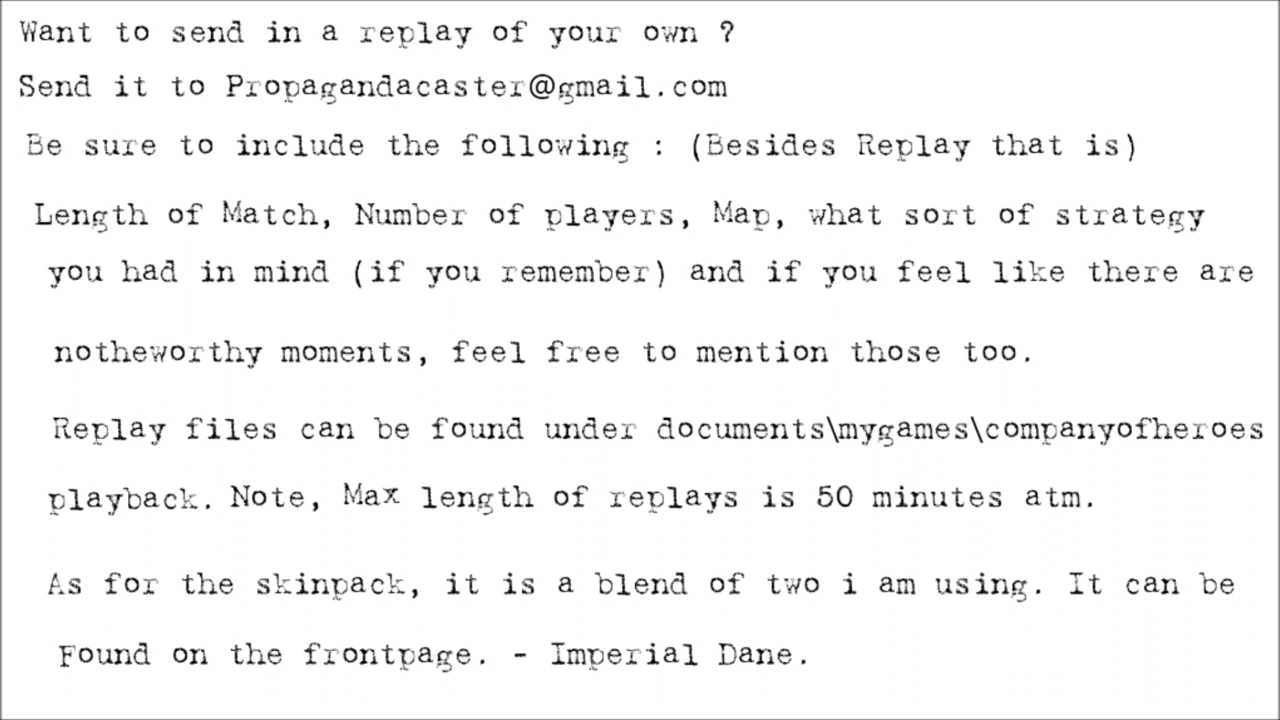 Want to send in a replay of your own ?
Send it to Propagandacaster@gmail.com
Be sure to include the following : (Besides Replay that is)
Length of Match, Number of players, Map, what sort of strategy
you had in mind (if you remember) and if you feel like there are
notheworthy moments, feel free to mention those too.
Replay files can be found under documents\mygames\companyofheroes
playback. Note, Max length of replays is 50 minutes atm.
As for the skinpack, it is a blend of two i am using. It can be
Found on the frontpage. - Imperial Dane.